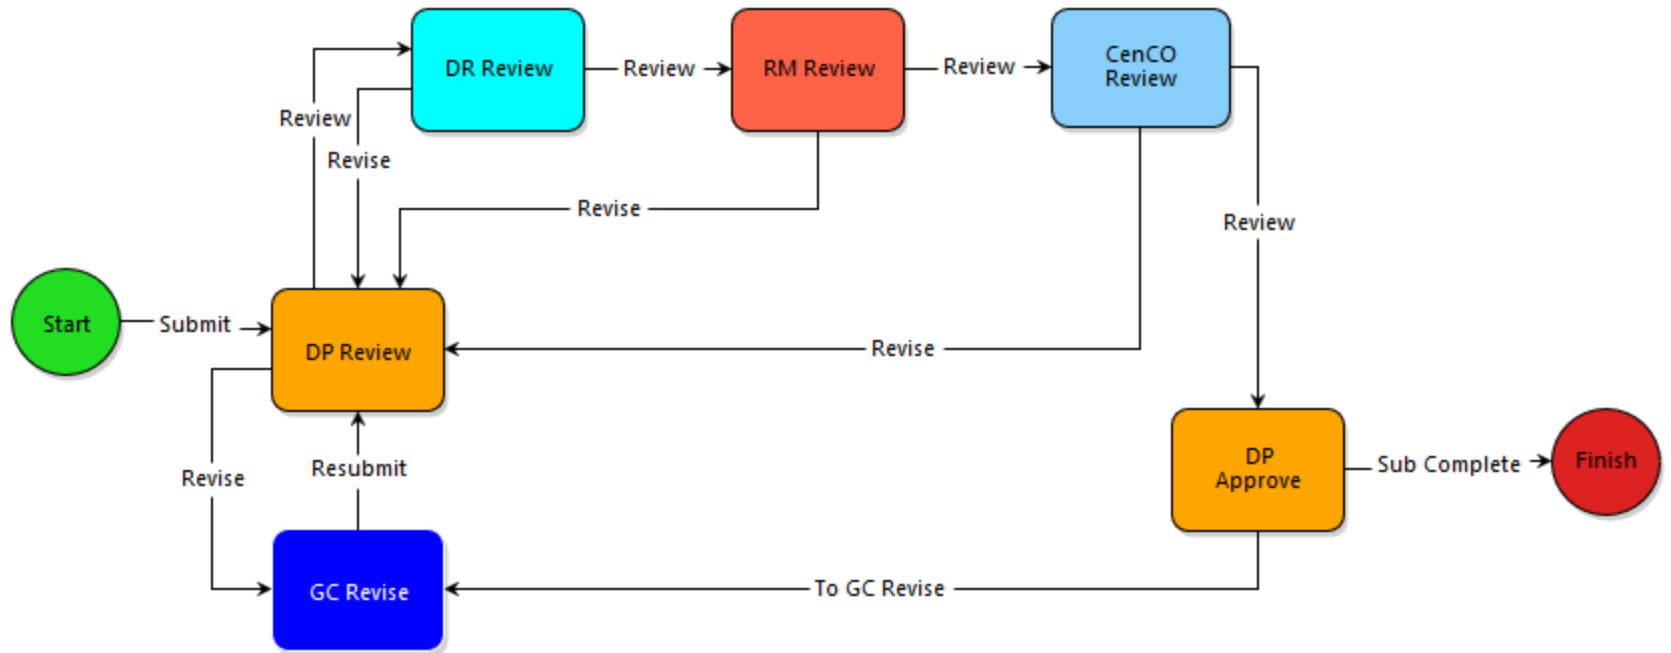 DR Review
Review
RM Review
Review
CenCO
Review
Review
Revise
Revise
Review
Start
Submit
DP Review
Revise
Revise
Resubmit
DP
Approve
Sub Complete
Finish
GC Revise
To GC Revise